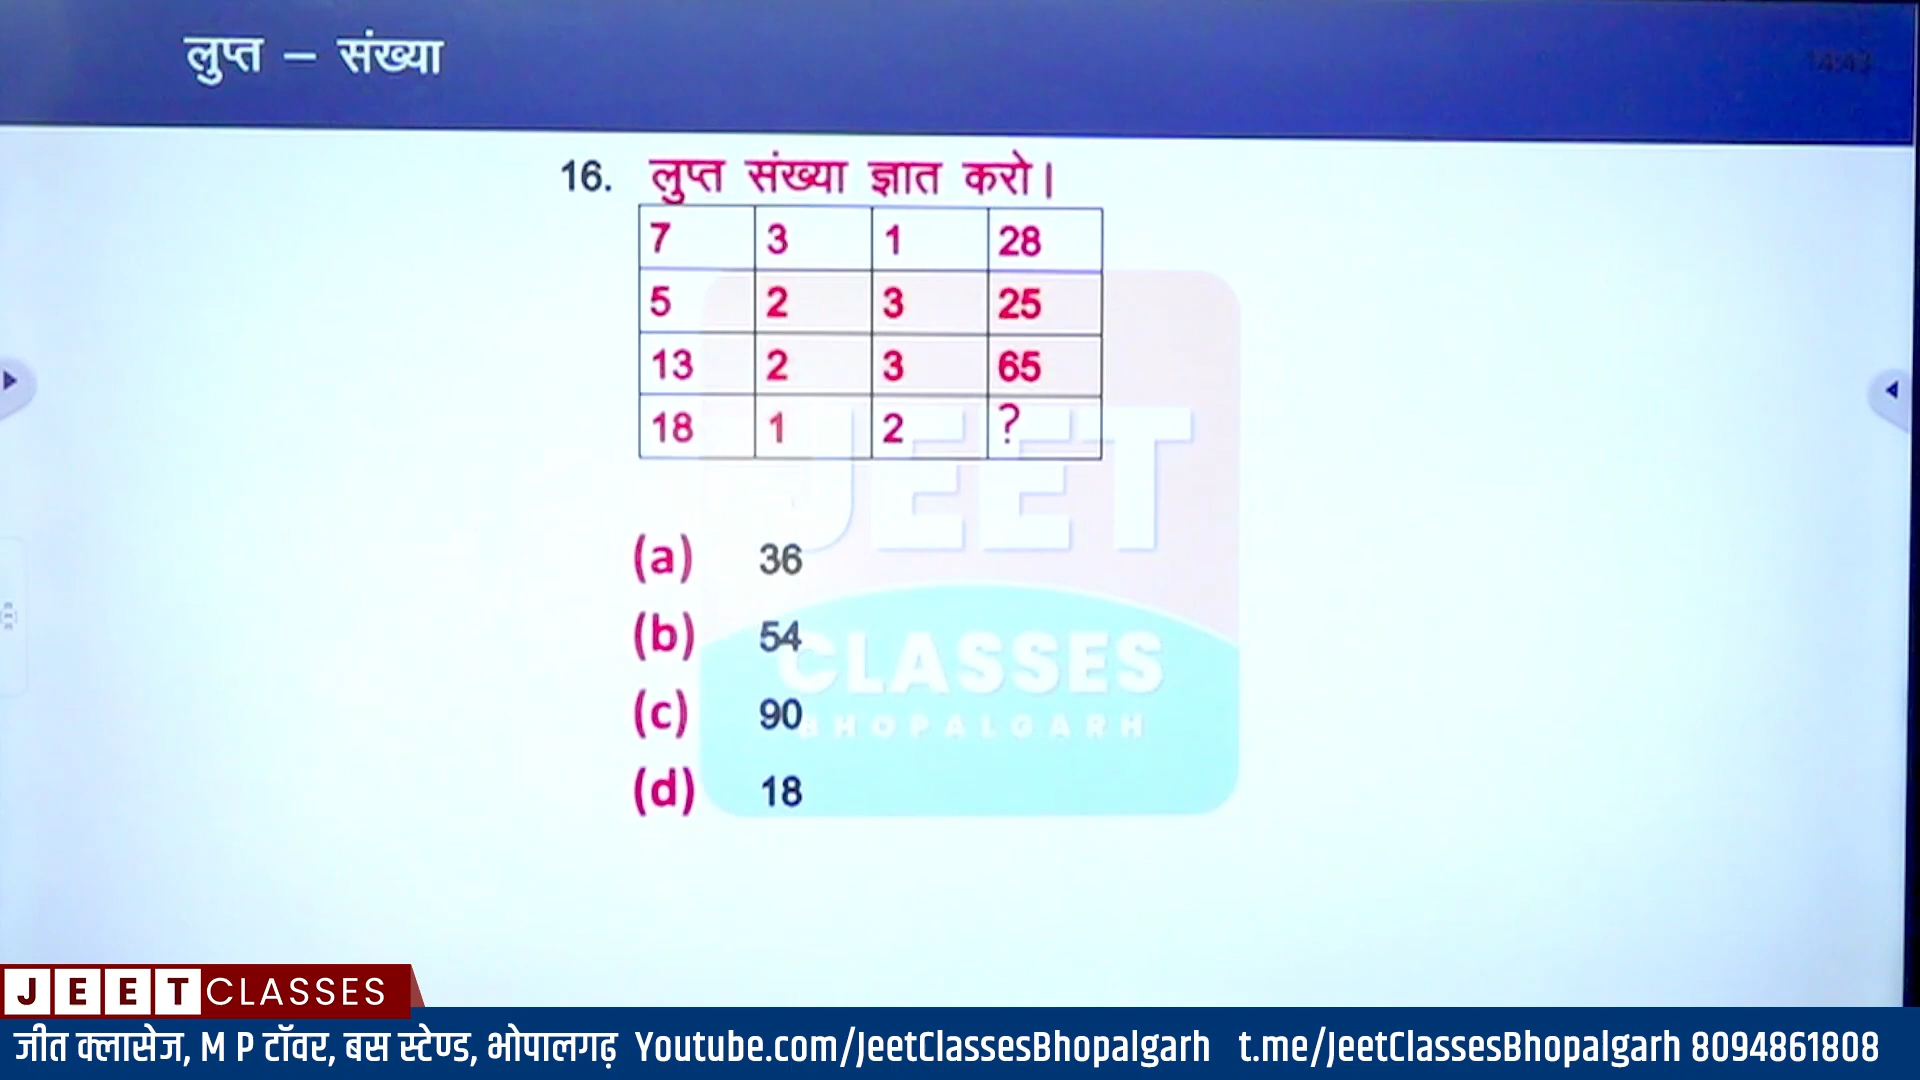 लुप्त – संख्या
16. लुप्त संख्या ज्ञात करो।
7 3 1 28
5 2 3 25
13 2 3 65
18 1 2 ?
(a) 36
(b) 54
(c) 90
(d) 18
JEET
CLASSES
BHOPALGARH
JEET CLASSES
जीत क्लासेज, M P टॉवर, बस स्टेण्ड, भोपालगढ़ Youtube.com/JeetClassesBhopalgarh t.me/JeetClassesBhopalgarh 8094861808